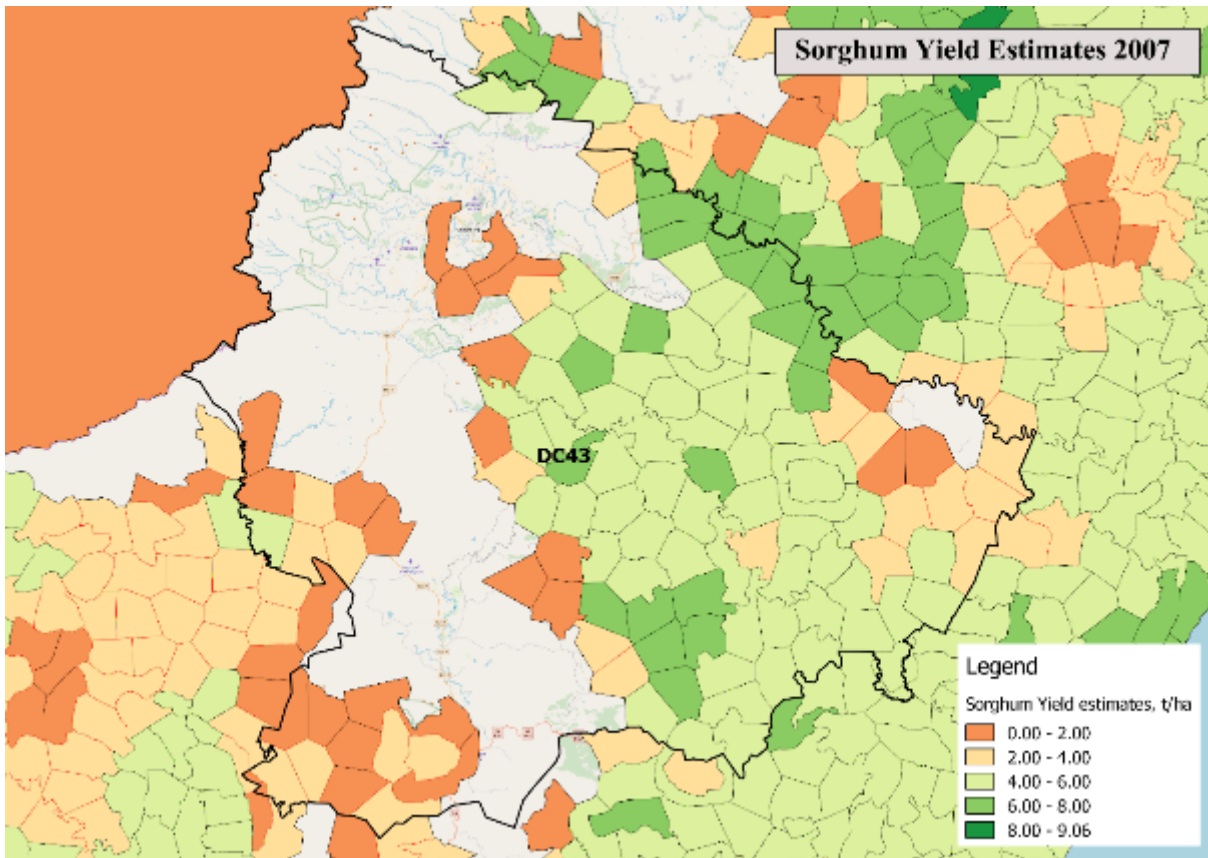 Sorghum Yield Estimates 2007
DC43
Legend
Sorghum Yield estimates, t/ha
0.00 - 2.00
2.00 - 4.00
4.00 - 6.00
6.00 - 8.00
8.00 - 9.06